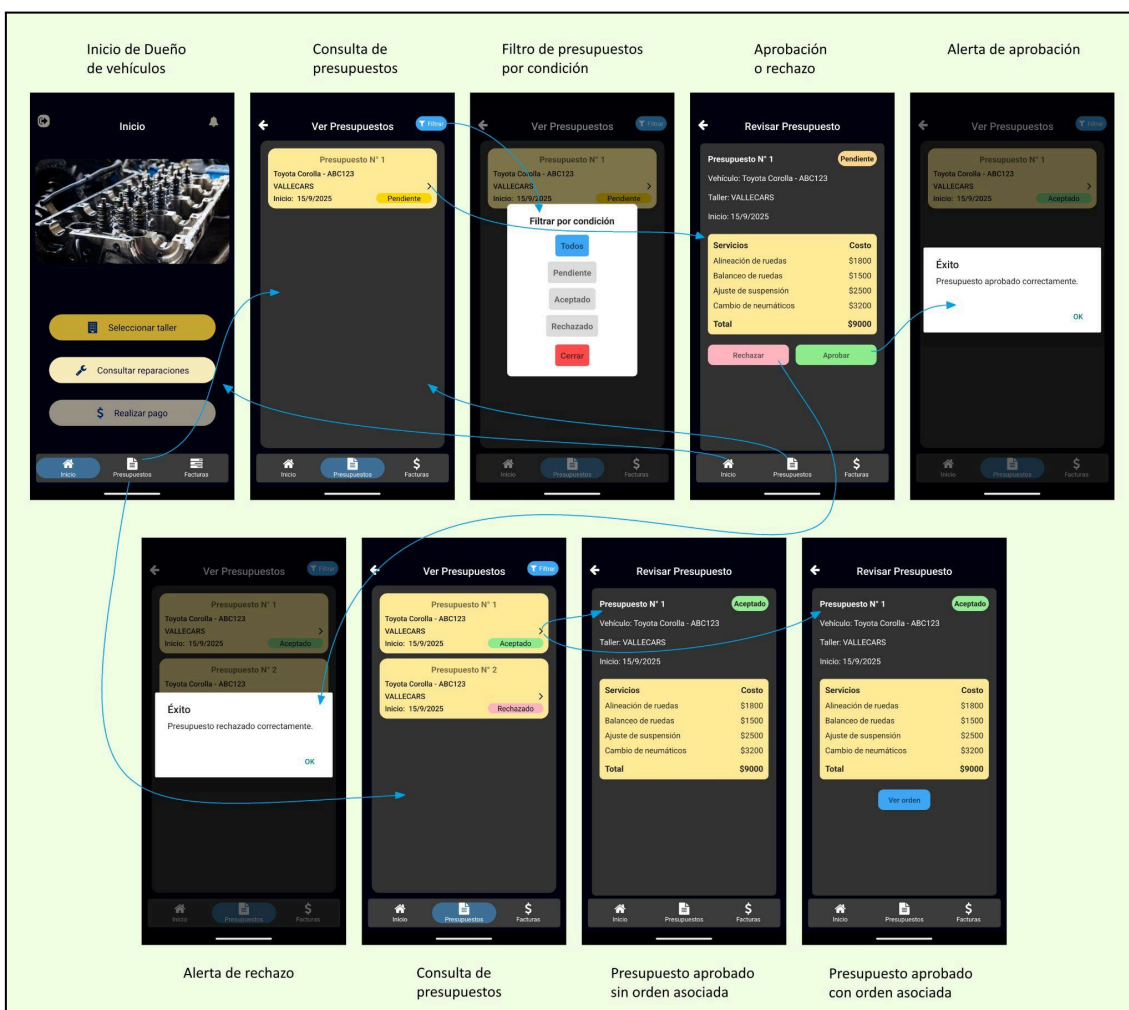 Inicio de Dueño
de vehículos
Consulta de
presupuestos
Filtro de presupuestos
por condición
Aprobación
o rechazo
Alerta de aprobación
Inicio
Seleccionar taller
Consultar reparaciones
$ Realizar pago
Inicio Presupuestos Facturas
Ver Presupuestos Filtrar
Presupuesto N° 1
Toyota Corolla - ABC123
VALLECARS
Inicio: 15/9/2025 Pendiente
Inicio Presupuestos Facturas
Ver Presupuestos Filtrar
Presupuesto N° 1
Toyota Corolla - ABC123
VALLECARS
Inicio: 15/9/2025 Pendiente
Filtrar por condición
Todos
Pendiente
Aceptado
Rechazado
Cerrar
Inicio Presupuestos Facturas
Revisar Presupuesto
Presupuesto N° 1 Pendiente
Vehículo: Toyota Corolla - ABC123
Taller: VALLECARS
Inicio: 15/9/2025
Servicios Costo
Alineación de ruedas $1800
Balanceo de ruedas $1500
Ajuste de suspensión $2500
Cambio de neumáticos $3200
Total $9000
Rechazar Aprobar
Inicio Presupuestos Facturas
Ver Presupuestos Filtrar
Presupuesto N° 1
Toyota Corolla - ABC123
VALLECARS
Inicio: 15/9/2025 Aceptado
Éxito
Presupuesto aprobado correctamente.
OK
Inicio Presupuestos Facturas
Ver Presupuestos Filtrar
Presupuesto N° 1
Toyota Corolla - ABC123
VALLECARS
Inicio: 15/9/2025 Aceptado
Presupuesto N° 2
Toyota Corolla - ABC123
Éxito
Presupuesto rechazado correctamente.
OK
Inicio Presupuestos Facturas
Ver Presupuestos Filtrar
Presupuesto N° 1
Toyota Corolla - ABC123
VALLECARS
Inicio: 15/9/2025 Aceptado
Presupuesto N° 2
Toyota Corolla - ABC123
VALLECARS
Inicio: 15/9/2025 Rechazado
Inicio Presupuestos Facturas
Revisar Presupuesto
Presupuesto N° 1 Aceptado
Vehículo: Toyota Corolla - ABC123
Taller: VALLECARS
Inicio: 15/9/2025
Servicios Costo
Alineación de ruedas $1800
Balanceo de ruedas $1500
Ajuste de suspensión $2500
Cambio de neumáticos $3200
Total $9000
Inicio Presupuestos Facturas
Revisar Presupuesto
Presupuesto N° 1 Aceptado
Vehículo: Toyota Corolla - ABC123
Taller: VALLECARS
Inicio: 15/9/2025
Servicios Costo
Alineación de ruedas $1800
Balanceo de ruedas $1500
Ajuste de suspensión $2500
Cambio de neumáticos $3200
Total $9000
Ver orden
Inicio Presupuestos Facturas
Alerta de rechazo
Consulta de
presupuestos
Presupuesto aprobado
sin orden asociada
Presupuesto aprobado
con orden asociada